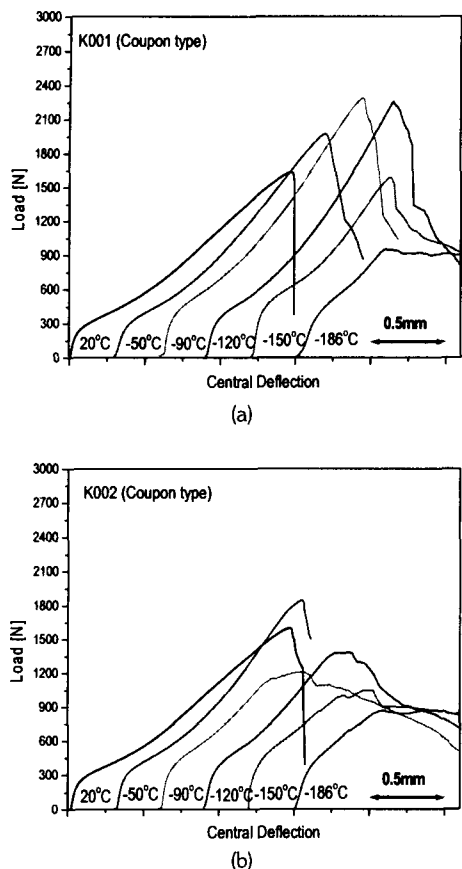 3000
K001 (Coupon type)
2700
2400
2100
1800
1500
1200
900
600
300
0
Load [N]
20°C -50°C -90°C -120°C -150°C -186°C
0.5mm
Central Deflection
(a)
3000
K002 (Coupon type)
2700
2400
2100
1800
1500
1200
900
600
300
0
Load [N]
20°C -50°C -90°C -120°C -150°C -186°C
0.5mm
Central Deflection
(b)